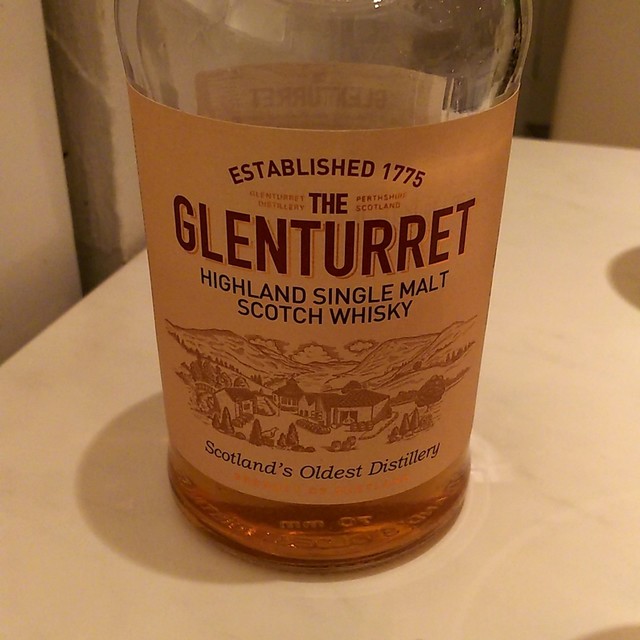 ESTABLISHED 1775
GLENTURRET DISTILLERY
PERTHSHIRE SCOTLAND
THE
GLENTURRET
HIGHLAND SINGLE MALT
SCOTCH WHISKY
Scotland's Oldest Distillery